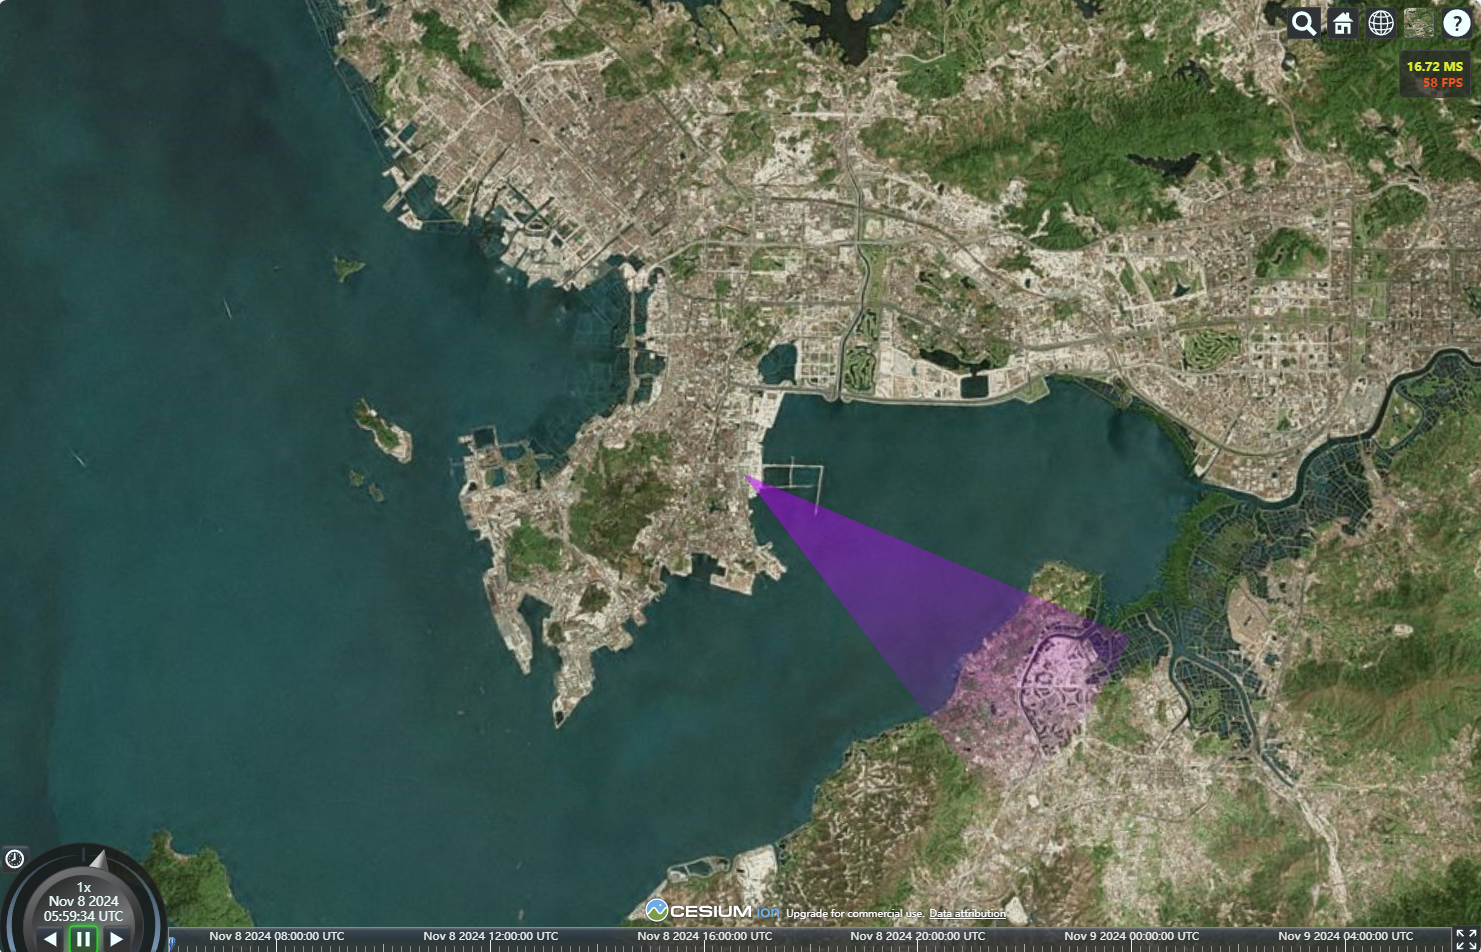 ?
16.72 MS
58 FPS
1x
Nov 8 2024
05:59:34 UTC
CESIUM ion Upgrade for commercial use. Data attribution
Nov 8 2024 08:00:00 UTC Nov 8 2024 12:00:00 UTC Nov 8 2024 16:00:00 UTC Nov 8 2024 20:00:00 UTC Nov 9 2024 00:00:00 UTC Nov 9 2024 04:00:00 UTC